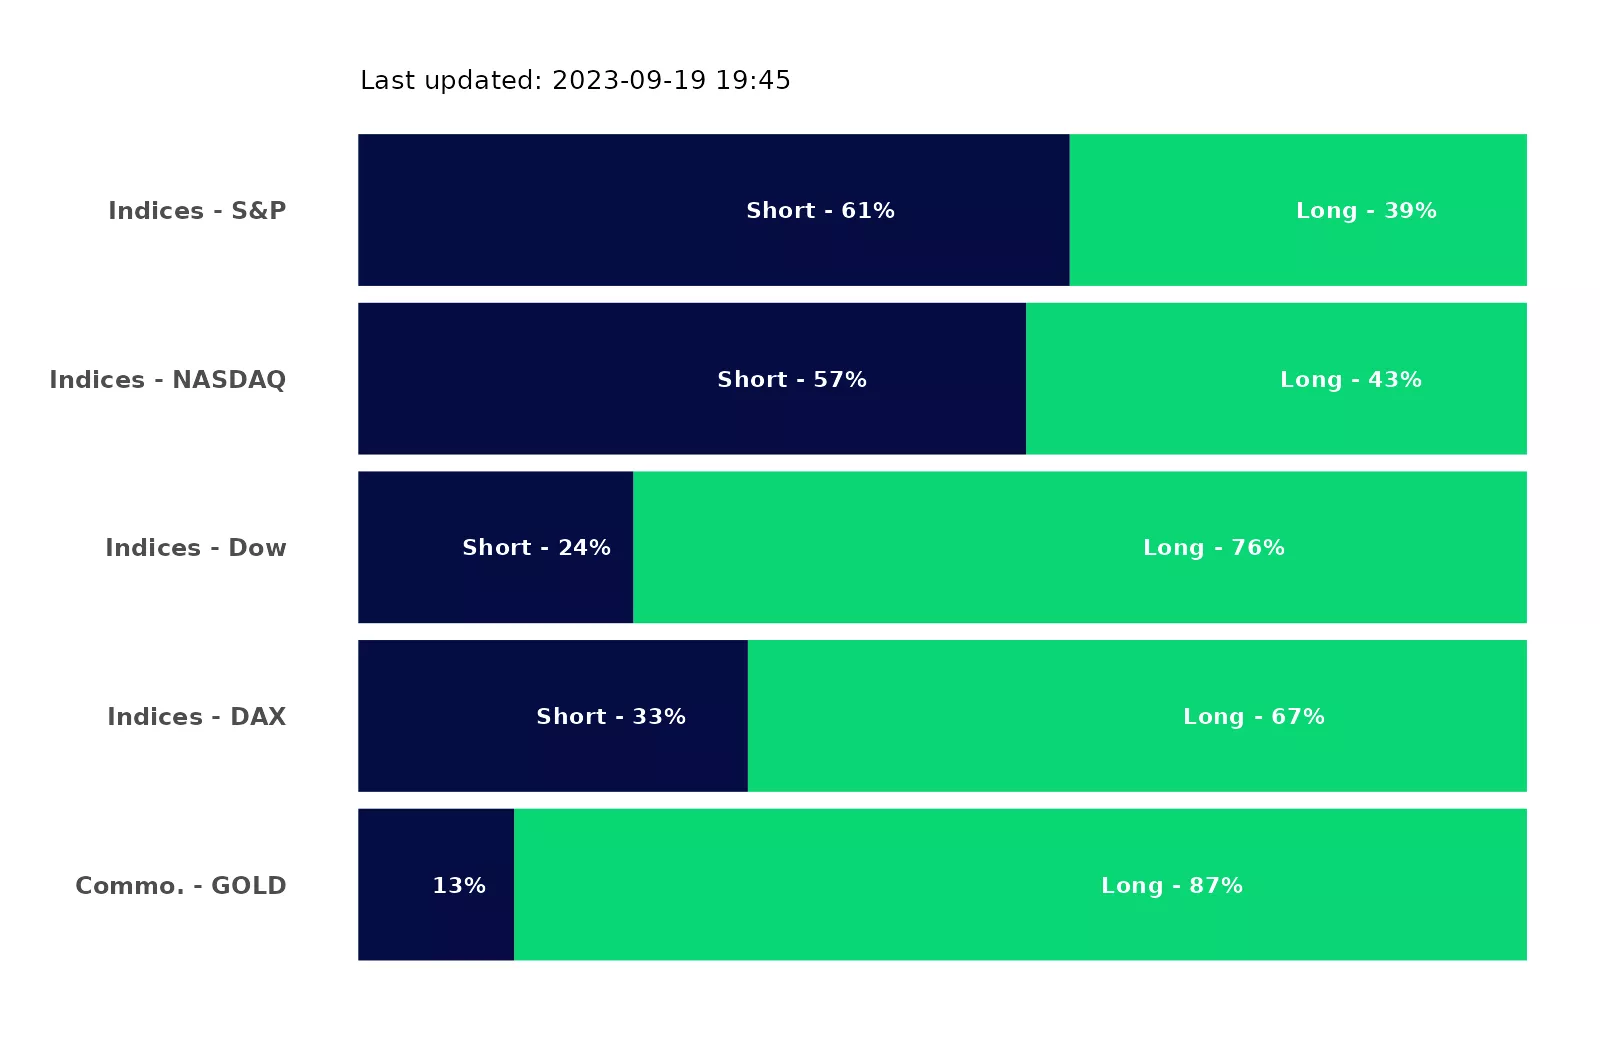 Last updated: 2023-09-19 19:45
Indices - S&P
Short - 61%
Long - 39%
Indices - NASDAQ
Short - 57%
Long - 43%
Indices - Dow
Short - 24%
Long - 76%
Indices - DAX
Short - 33%
Long - 67%
Commo. - GOLD
13%
Long - 87%